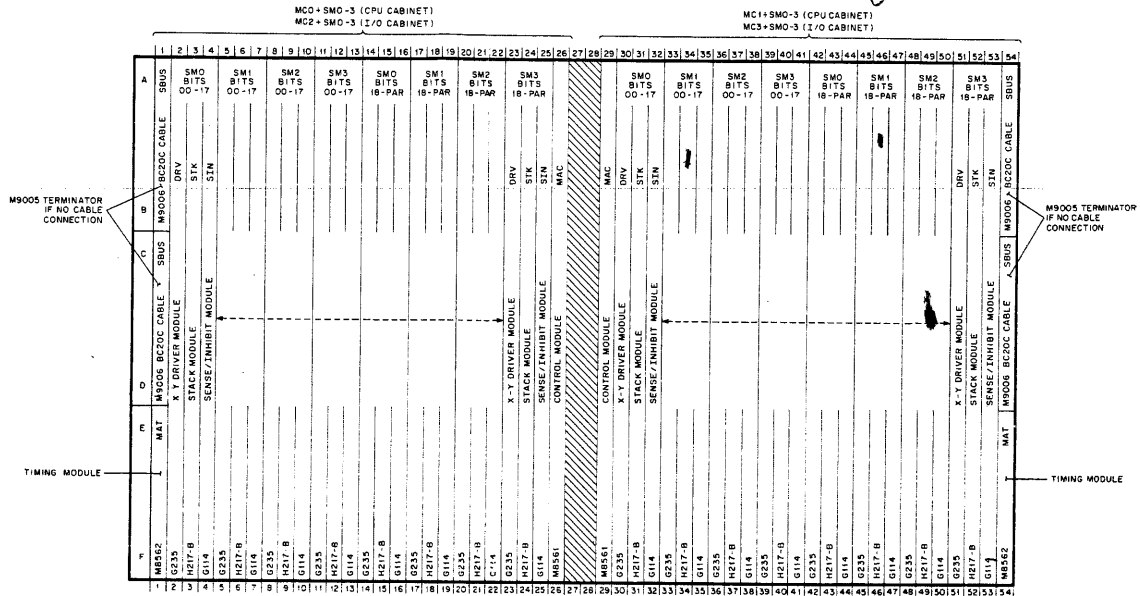 MC0+SM0-3 (CPU CABINET)
MC2+SM0-3 (I/O CABINET)
MC1+SM0-3 (CPU CABINET)
MC3+SM0-3 (I/O CABINET)
1 2 3 4 5 6 7 8 9 10 11 12 13 14 15 16 17 18 19 20 21 22 23 24 25 26 27 28 29 30 31 32 33 34 35 36 37 38 39 40 41 42 43 44 45 46 47 48 49 50 51 52 53 54
A
B
C
D
E
F
SBUS
SM0 BITS 00-17
SM1 BITS 00-17
SM2 BITS 00-17
SM3 BITS 00-17
SM0 BITS 18-PAR
SM1 BITS 18-PAR
SM2 BITS 18-PAR
SM3 BITS 18-PAR
SM0 BITS 00-17
SM1 BITS 00-17
SM2 BITS 00-17
SM3 BITS 00-17
SM0 BITS 18-PAR
SM1 BITS 18-PAR
SM2 BITS 18-PAR
SM3 BITS 18-PAR
SBUS
M9006 BC20C CABLE
DRV
STK
SIN
DRV
STK
SIN
MAC
MAC
DRV
STK
SIN
DRV
STK
SIN
M9006 BC20C CABLE
M9005 TERMINATOR
IF NO CABLE
CONNECTION
M9005 TERMINATOR
IF NO CABLE
CONNECTION
SBUS
M9006 BC20C CABLE
X-Y DRIVER MODULE
STACK MODULE
SENSE/INHIBIT MODULE
X-Y DRIVER MODULE
STACK MODULE
SENSE/INHIBIT MODULE
CONTROL MODULE
CONTROL MODULE
X-Y DRIVER MODULE
STACK MODULE
SENSE/INHIBIT MODULE
X-Y DRIVER MODULE
STACK MODULE
SENSE/INHIBIT MODULE
SBUS
M9006 BC20C CABLE
MAT
MAT
TIMING MODULE
TIMING MODULE
M8562 G235 H217-B G114 G235 H217-B G114 G235 H217-B G114 G235 H217-B G114 G235 H217-B G114 G235 H217-B G114 G235 H217-B G114 G235 H217-B G114 M8561
M8561 G235 H217-B G114 G235 H217-B G114 G235 H217-B G114 G235 H217-B G114 G235 H217-B G114 G235 H217-B G114 G235 H217-B G114 G235 H217-B G114 M8562
1 2 3 4 5 6 7 8 9 10 11 12 13 14 15 16 17 18 19 20 21 22 23 24 25 26 27 28 29 30 31 32 33 34 35 36 37 38 39 40 41 42 43 44 45 46 47 48 49 50 51 52 53 54